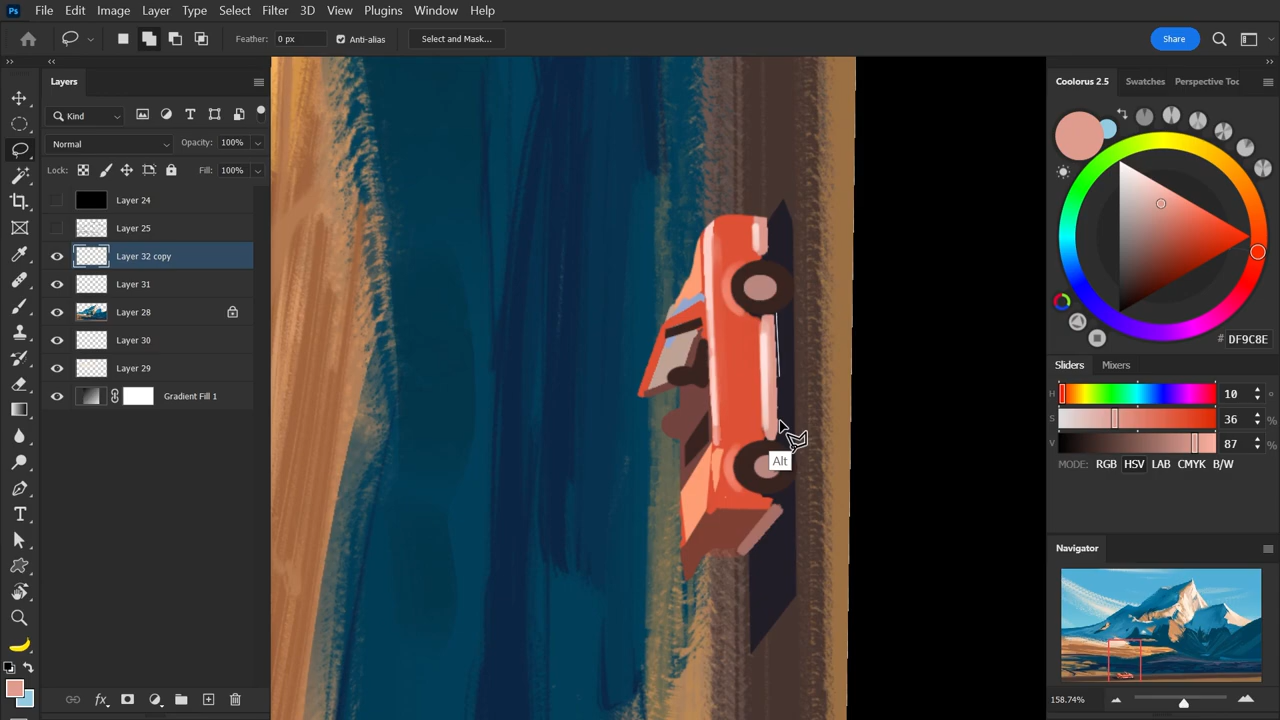 Ps File Edit Image Layer Type Select Filter 3D View Plugins Window Help
Feather: 0 px Anti-alias Select and Mask... Share
Layers
Kind
Normal Opacity: 100%
Lock: Fill: 100%
Layer 24
Layer 25
Layer 32 copy
Layer 31
Layer 28
Layer 30
Layer 29
Gradient Fill 1
fx
Alt
Coolorus 2.5 Swatches Perspective Toc
# DF9C8E
Sliders Mixers
H 10 °
S 36 %
V 87 %
MODE: RGB HSV LAB CMYK B/W
Navigator
158.74%